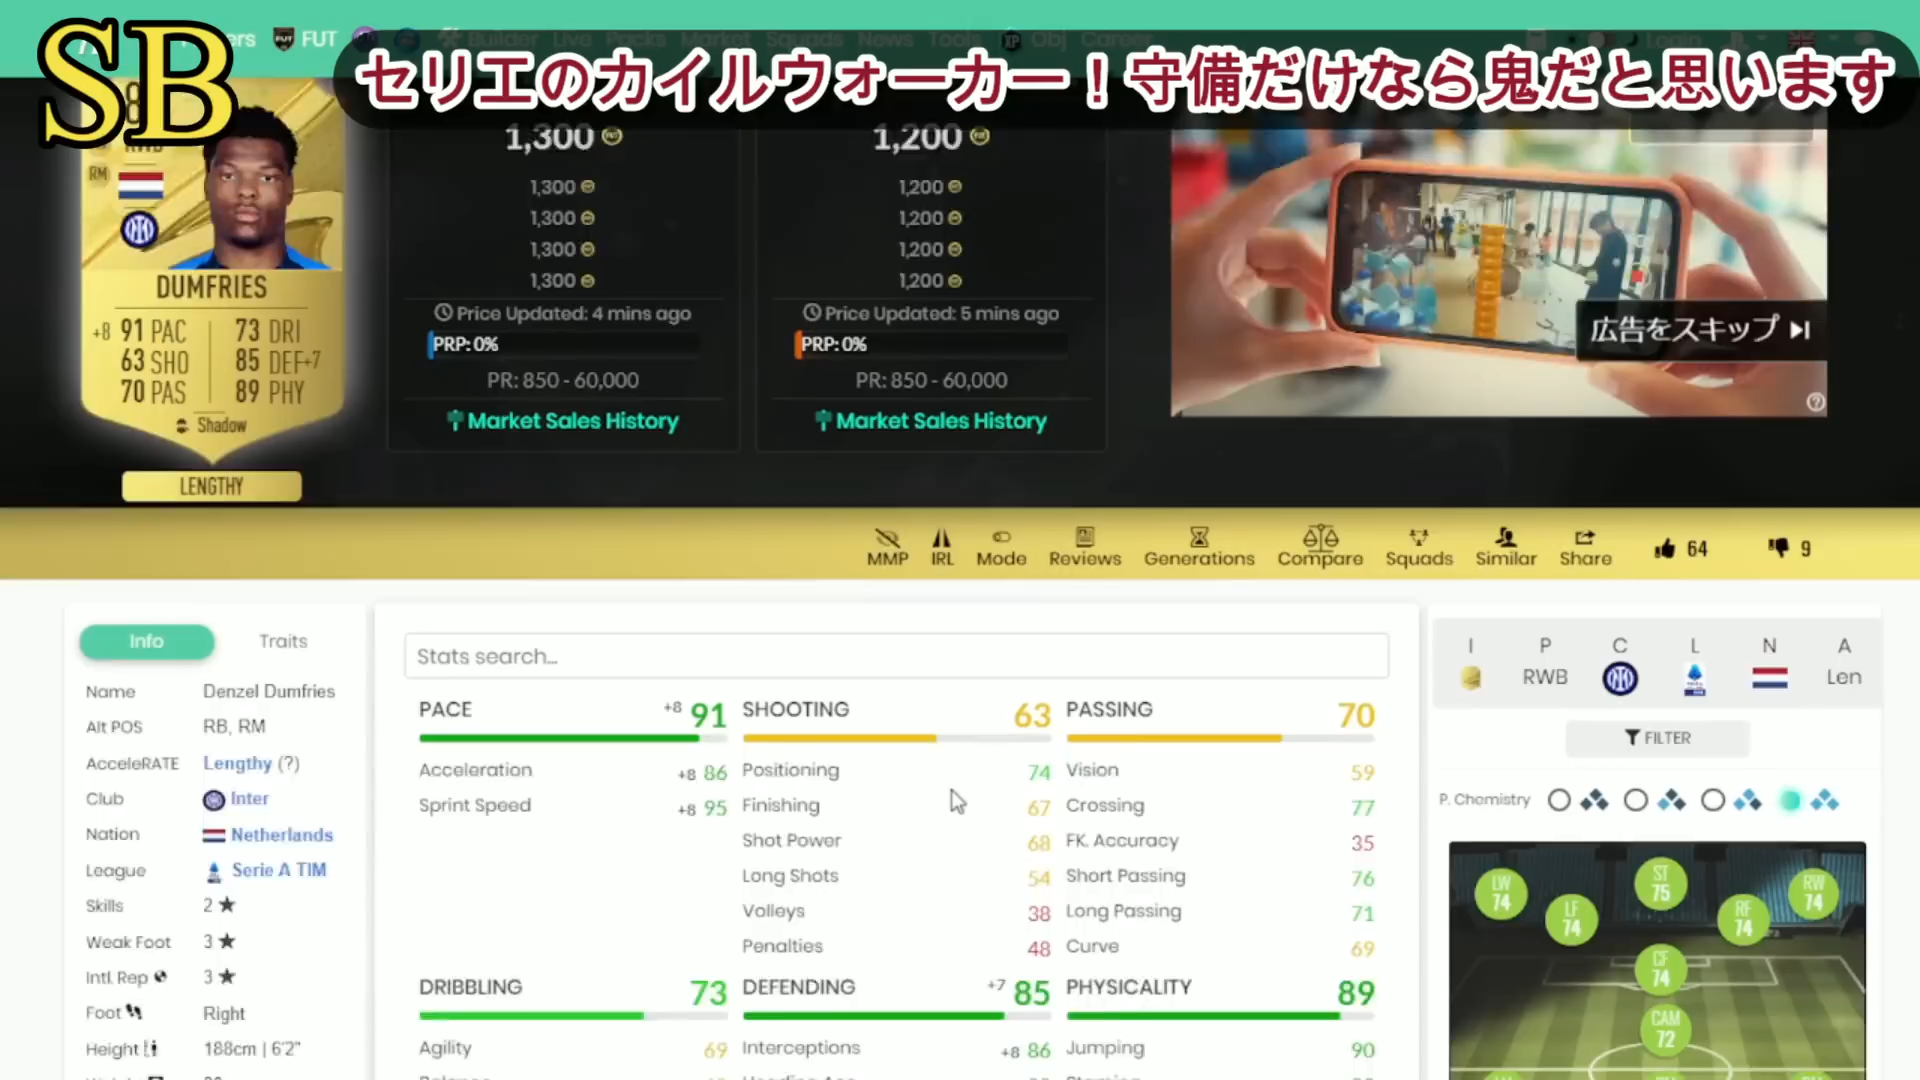 SB
セリエのカイルウォーカー！守備だけなら鬼だと思います
FUT
Builder Live Packs Market Squads News Tools Obj Career
Login
RWB
RM
DUMFRIES
+8 91 PAC 73 DRI
63 SHO 85 DEF +7
70 PAS 89 PHY
Shadow
LENGTHY
1,300
1,300
1,300
1,300
1,300
Price Updated: 4 mins ago
PRP: 0%
PR: 850 - 60,000
Market Sales History
1,200
1,200
1,200
1,200
1,200
Price Updated: 5 mins ago
PRP: 0%
PR: 850 - 60,000
Market Sales History
広告をスキップ
MMP IRL Mode Reviews Generations Compare Squads Similar Share 64 9
Info Traits
Name Denzel Dumfries
Alt POS RB, RM
AcceleRATE Lengthy (?)
Club Inter
Nation Netherlands
League Serie A TIM
Skills 2
Weak Foot 3
Intl. Rep 3
Foot Right
Height 188cm | 6'2"
Stats search...
PACE +8 91
Acceleration +8 86
Sprint Speed +8 95
SHOOTING 63
Positioning 74
Finishing 67
Shot Power 68
Long Shots 54
Volleys 38
Penalties 48
PASSING 70
Vision 59
Crossing 77
FK. Accuracy 35
Short Passing 76
Long Passing 71
Curve 69
DRIBBLING 73
Agility 69
DEFENDING +7 85
Interceptions +8 86
PHYSICALITY 89
Jumping 90
I P C L N A
RWB Len
FILTER
P. Chemistry
LW 74
LF 74
ST 75
RF 74
RW 74
CF 74
CAM 72